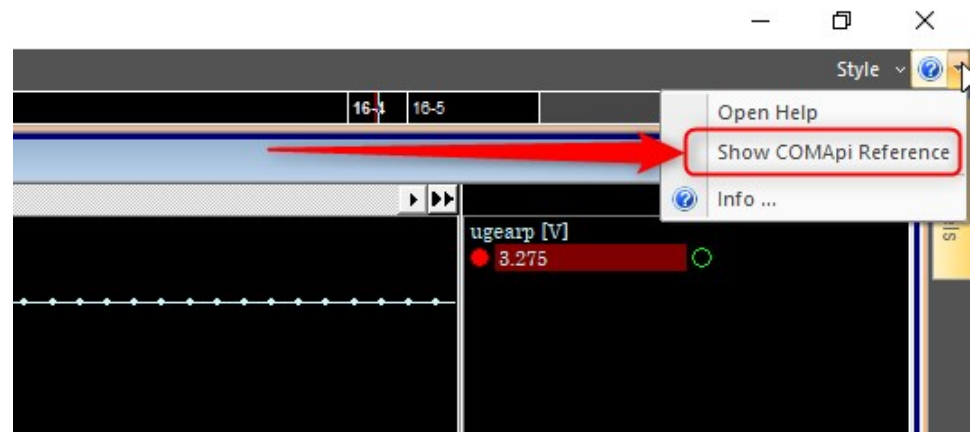 Style
16-4 16-5
Open Help
Show COMApi Reference
Info ...
ugearp [V]
3.275